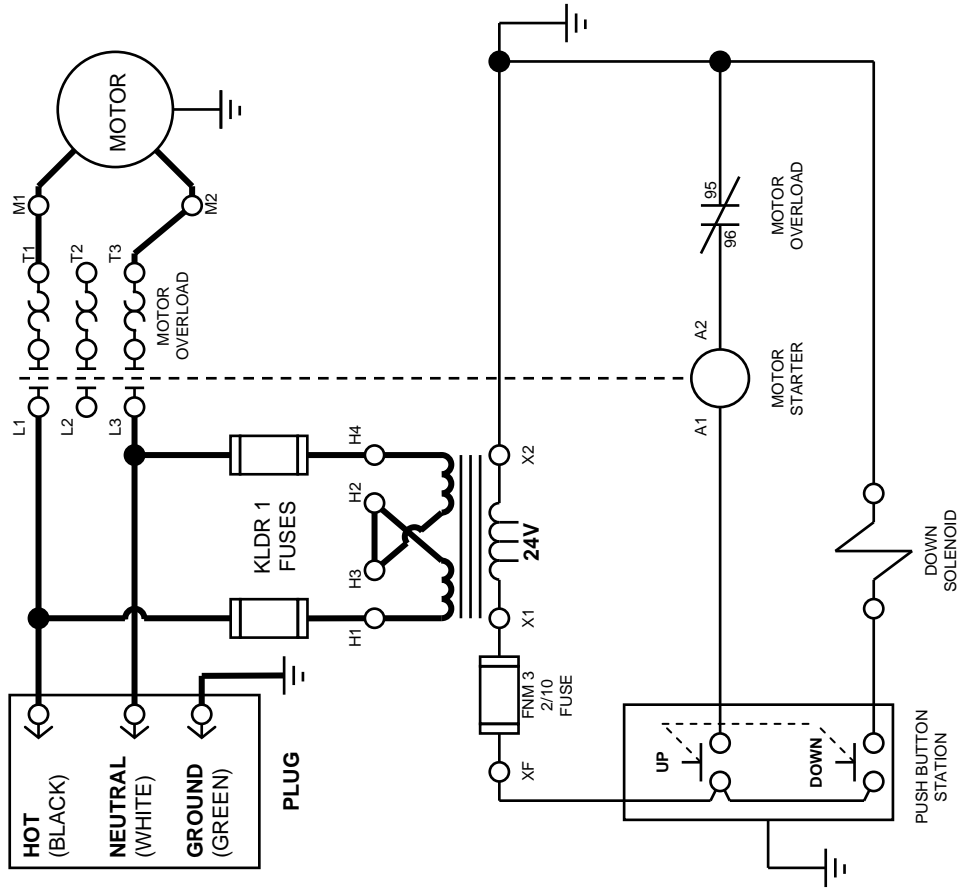 HOT
(BLACK)
NEUTRAL
(WHITE)
GROUND
(GREEN)
PLUG
L1
L2
L3
MOTOR
OVERLOAD
T1
T2
T3
M1
M2
MOTOR
KLDR 1
FUSES
H1
H3
H2
H4
X1
24V
X2
XF
FNM 3
2/10
FUSE
UP
DOWN
PUSH BUTTON
STATION
A1
A2
MOTOR
STARTER
96
95
MOTOR
OVERLOAD
DOWN
SOLENOID